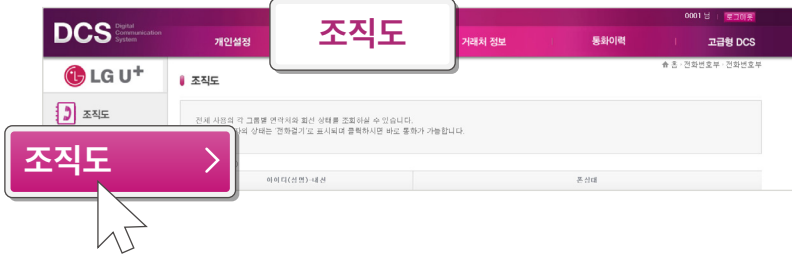 0001 님 | 로그아웃
DCS Digital Communication System
개인설정
조직도
거래처 정보
통화이력
고급형 DCS
홈 · 전화번호부 · 전화번호부
LG U+
조직도
조직도
전체 사원의 각 그룹별 연락처와 회선 상태를 조회하실 수 있습니다.
상태는 '전화걸기'로 표시되며 클릭하시면 바로 통화가 가능합니다.
조직도
아이디(성명)-내선
폰상태